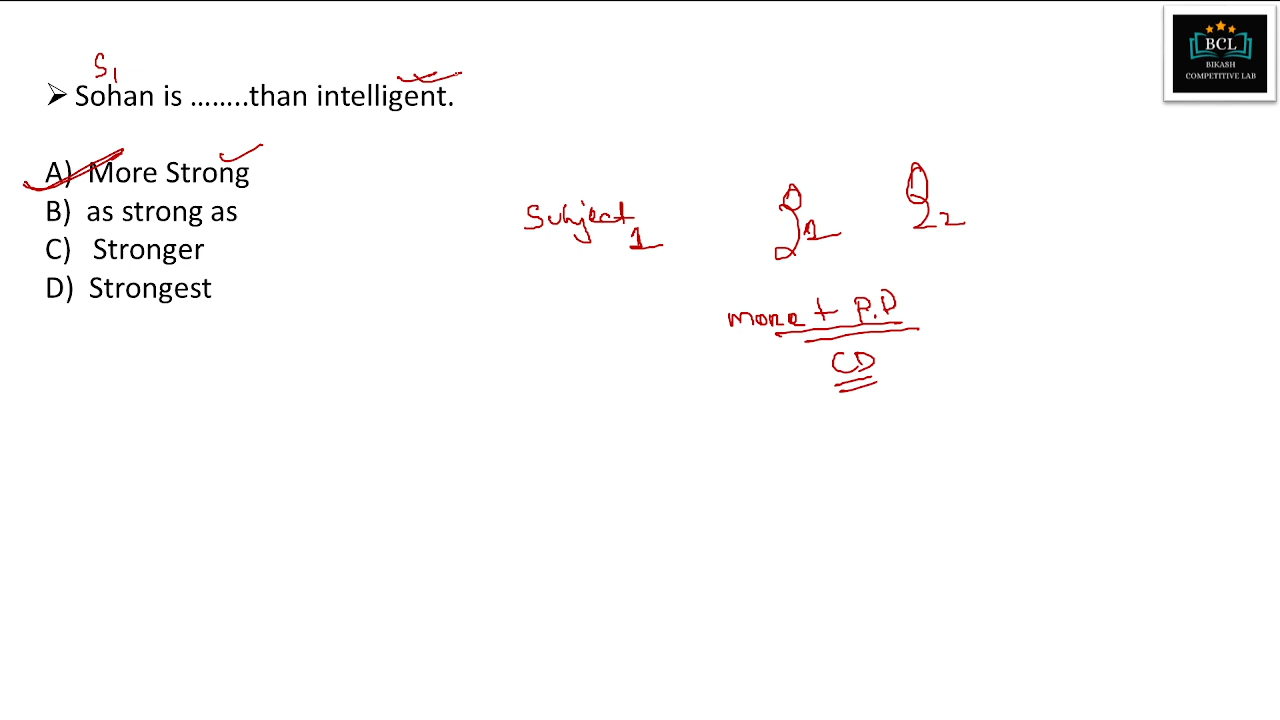 BCL
BIKASH
COMPETITIVE LAB
S1
➤ Sohan is ........than intelligent.
A) More Strong
B) as strong as
C) Stronger
D) Strongest
Subject 1 Q1 Q2
more + P.D
CD